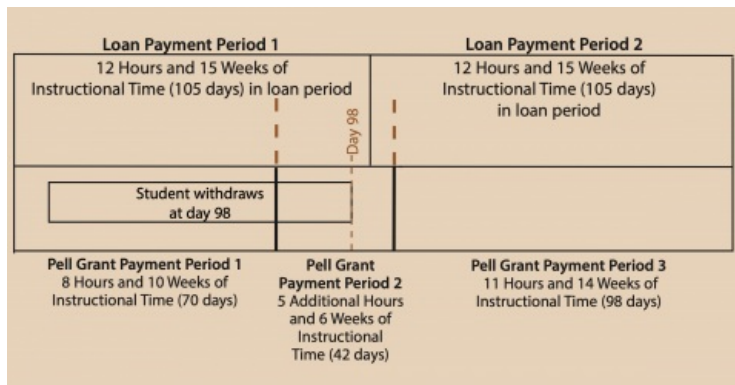 Loan Payment Period 1
12 Hours and 15 Weeks of
Instructional Time (105 days) in loan period
Loan Payment Period 2
12 Hours and 15 Weeks of
Instructional Time (105 days)
in loan period
Day 98
Student withdraws
at day 98
Pell Grant Payment Period 1
8 Hours and 10 Weeks of
Instructional Time (70 days)
Pell Grant
Payment Period 2
5 Additional Hours
and 6 Weeks of
Instructional
Time (42 days)
Pell Grant Payment Period 3
11 Hours and 14 Weeks of
Instructional Time (98 days)